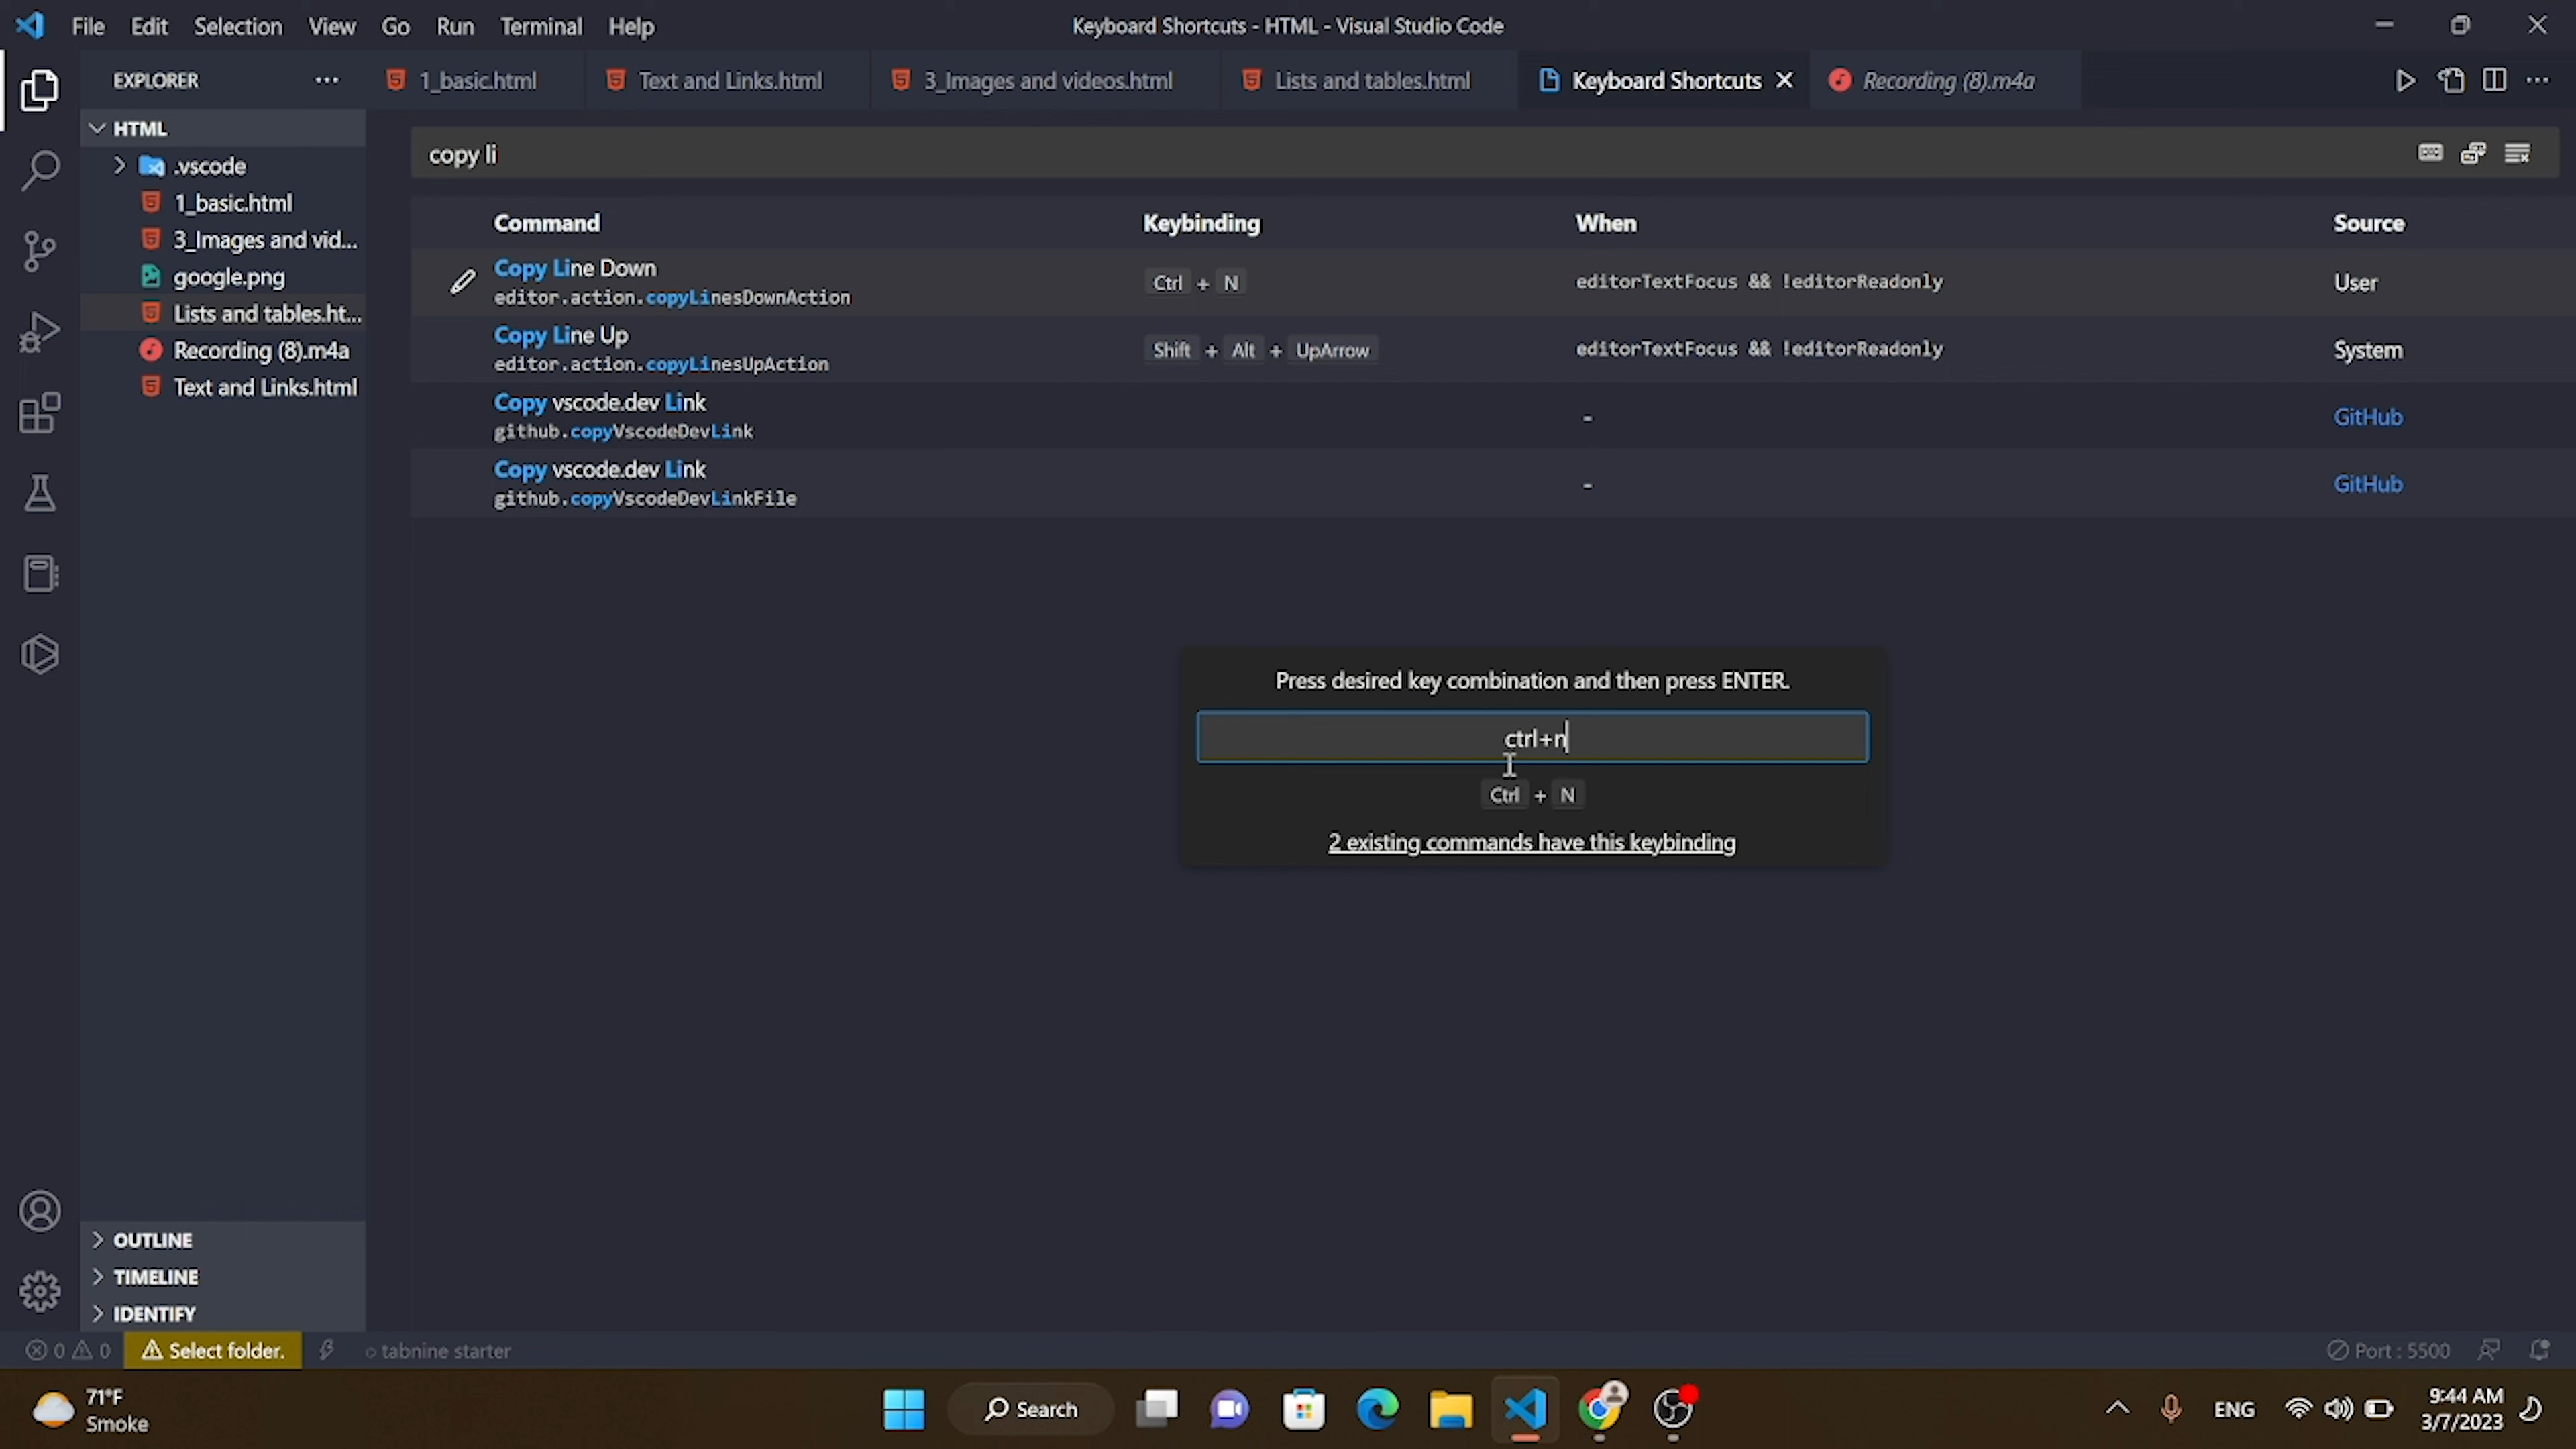 File Edit Selection View Go Run Terminal Help
Keyboard Shortcuts - HTML - Visual Studio Code
EXPLORER
1_basic.html
Text and Links.html
3_Images and videos.html
Lists and tables.html
Keyboard Shortcuts
Recording (8).m4a
HTML
.vscode
1_basic.html
3_Images and vid...
google.png
Lists and tables.ht...
Recording (8).m4a
Text and Links.html
copy li
Command Keybinding When Source
Copy Line Down
editor.action.copyLinesDownAction
Ctrl + N
editorTextFocus && !editorReadonly
User
Copy Line Up
editor.action.copyLinesUpAction
Shift + Alt + UpArrow
editorTextFocus && !editorReadonly
System
Copy vscode.dev Link
github.copyVscodeDevLink
-
GitHub
Copy vscode.dev Link
github.copyVscodeDevLinkFile
-
GitHub
Press desired key combination and then press ENTER.
ctrl+n
Ctrl + N
2 existing commands have this keybinding
OUTLINE
TIMELINE
IDENTIFY
0 0 Select folder. tabnine starter
Port : 5500
71°F
Smoke
Search
ENG
9:44 AM
3/7/2023